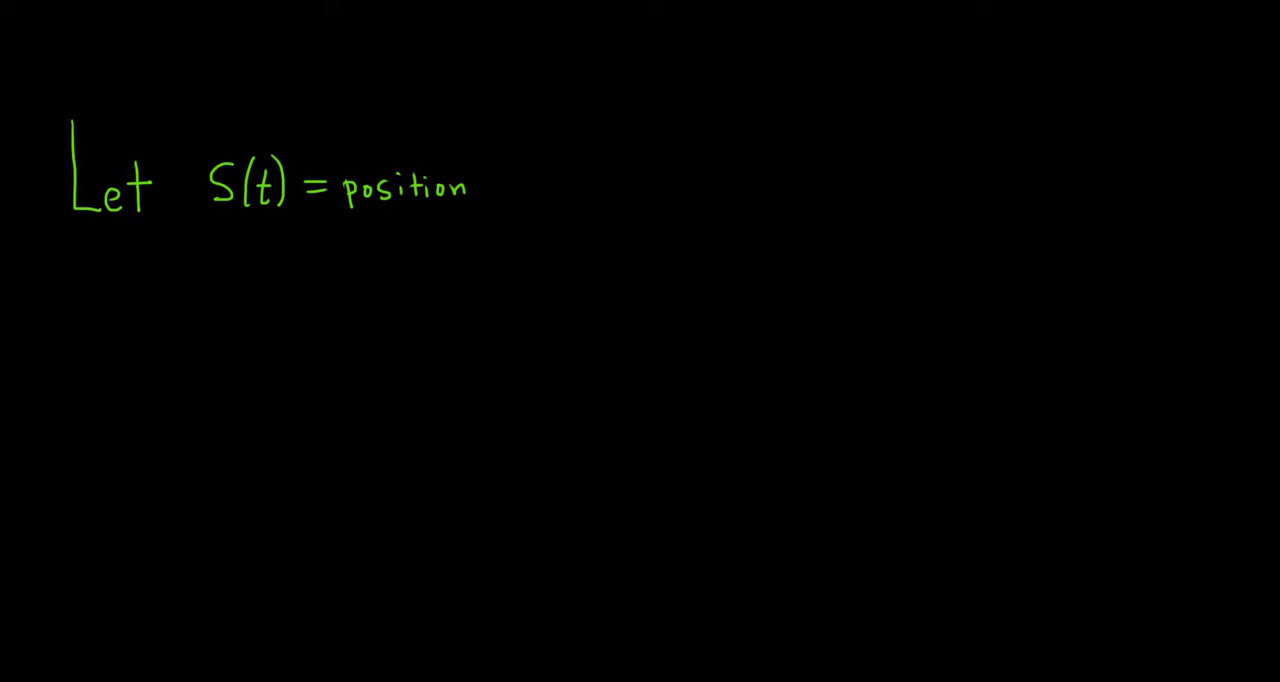 Let S(t) = position